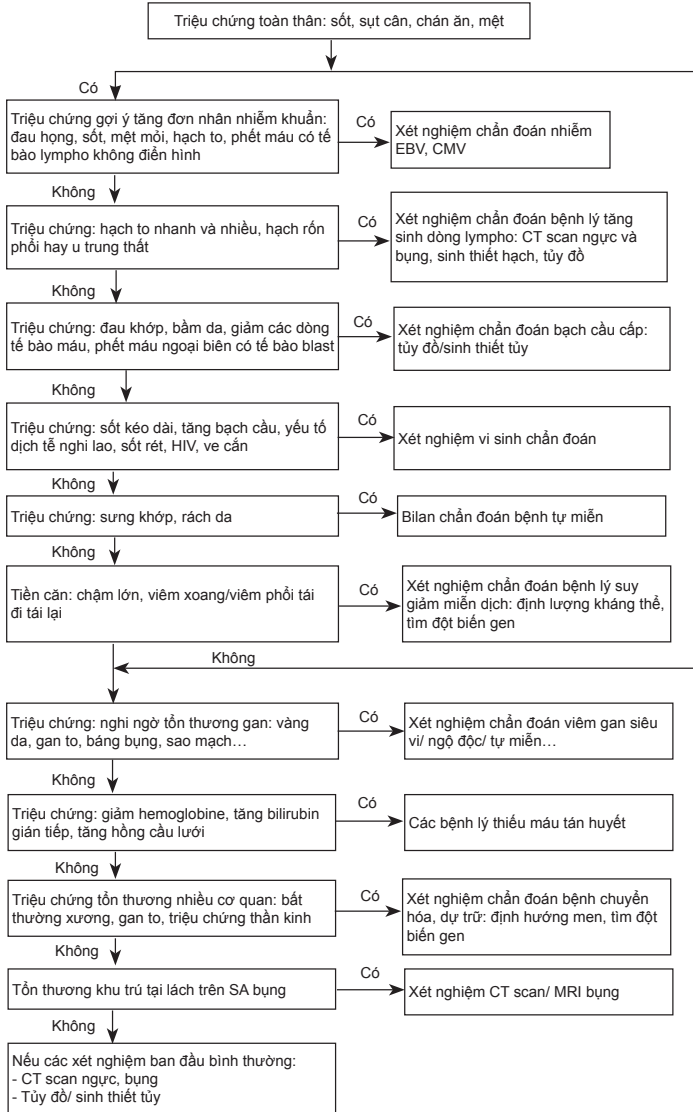 Triệu chứng toàn thân: sốt, sụt cân, chán ăn, mệt
Có
Triệu chứng gợi ý tăng đơn nhân nhiễm khuẩn:
đau họng, sốt, mệt mỏi, hạch to, phết máu có tế
bào lympho không điển hình
Có
Xét nghiệm chẩn đoán nhiễm
EBV, CMV
Không
Triệu chứng: hạch to nhanh và nhiều, hạch rốn
phổi hay u trung thất
Có
Xét nghiệm chẩn đoán bệnh lý tăng
sinh dòng lympho: CT scan ngực và
bụng, sinh thiết hạch, tủy đồ
Không
Triệu chứng: đau khớp, bầm da, giảm các dòng
tế bào máu, phết máu ngoại biên có tế bào blast
Có
Xét nghiệm chẩn đoán bạch cầu cấp:
tủy đồ/sinh thiết tủy
Không
Triệu chứng: sốt kéo dài, tăng bạch cầu, yếu tố
dịch tễ nghi lao, sốt rét, HIV, ve cắn
Có
Xét nghiệm vi sinh chẩn đoán
Không
Triệu chứng: sưng khớp, rách da
Có
Bilan chẩn đoán bệnh tự miễn
Không
Tiền căn: chậm lớn, viêm xoang/viêm phổi tái
đi tái lại
Có
Xét nghiệm chẩn đoán bệnh lý suy
giảm miễn dịch: định lượng kháng thể,
tìm đột biến gen
Không
Triệu chứng: nghi ngờ tổn thương gan: vàng
da, gan to, báng bụng, sao mạch…
Có
Xét nghiệm chẩn đoán viêm gan siêu
vi/ ngộ độc/ tự miễn…
Không
Triệu chứng: giảm hemoglobine, tăng bilirubin
gián tiếp, tăng hồng cầu lưới
Có
Các bệnh lý thiếu máu tán huyết
Không
Triệu chứng tổn thương nhiều cơ quan: bất
thường xương, gan to, triệu chứng thần kinh
Có
Xét nghiệm chẩn đoán bệnh chuyển
hóa, dự trữ: định hướng men, tìm đột
biến gen
Không
Tổn thương khu trú tại lách trên SA bụng
Có
Xét nghiệm CT scan/ MRI bụng
Không
Nếu các xét nghiệm ban đầu bình thường:
- CT scan ngực, bụng
- Tủy đồ/ sinh thiết tủy